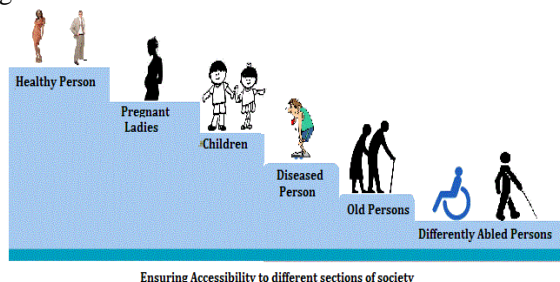 Healthy Person
Pregnant
Ladies
Children
Diseased
Person
Old Persons
Differently Abled Persons
Ensuring Accessibility to different sections of society